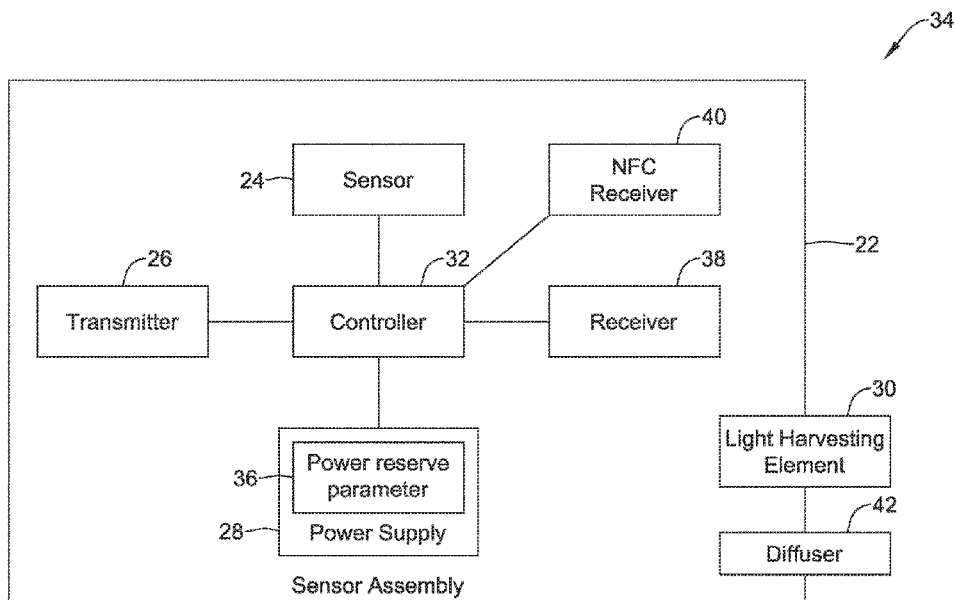 34
40
NFC
Receiver
24
Sensor
22
26
32
38
Transmitter
Controller
Receiver
30
Light Harvesting
Element
36
Power reserve
parameter
42
28
Power Supply
Diffuser
Sensor Assembly